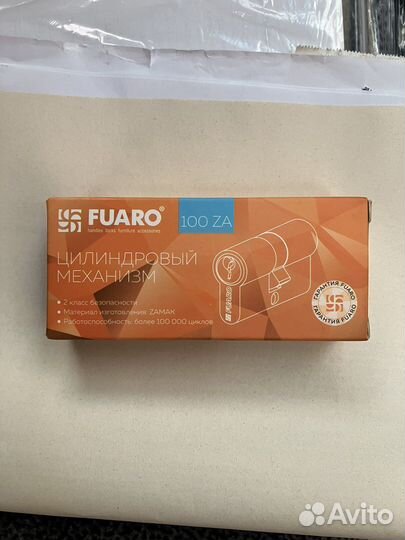 FUARO®
handles locks furniture accessories
100 ZA
ЦИЛИНДРОВЫЙ
МЕХАНИЗМ
• 2 класс безопасности
• Материал изготовления: ZAMAK
• Работоспособность: более 100 000 циклов
FUARO
ГАРАНТИЯ FUARO
ГАРАНТИЯ FUARO
Avito